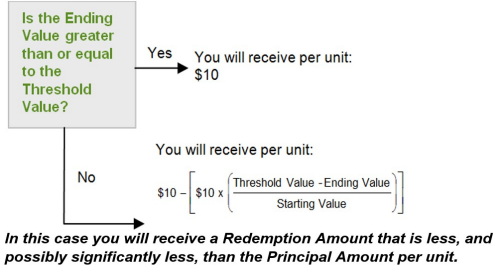 Is the Ending
Value greater
than or equal
to the
Threshold
Value?
Yes
You will receive per unit:
$10
No
You will receive per unit:
$10 – [ $10 x ( Threshold Value - Ending Value / Starting Value ) ]
In this case you will receive a Redemption Amount that is less, and
possibly significantly less, than the Principal Amount per unit.